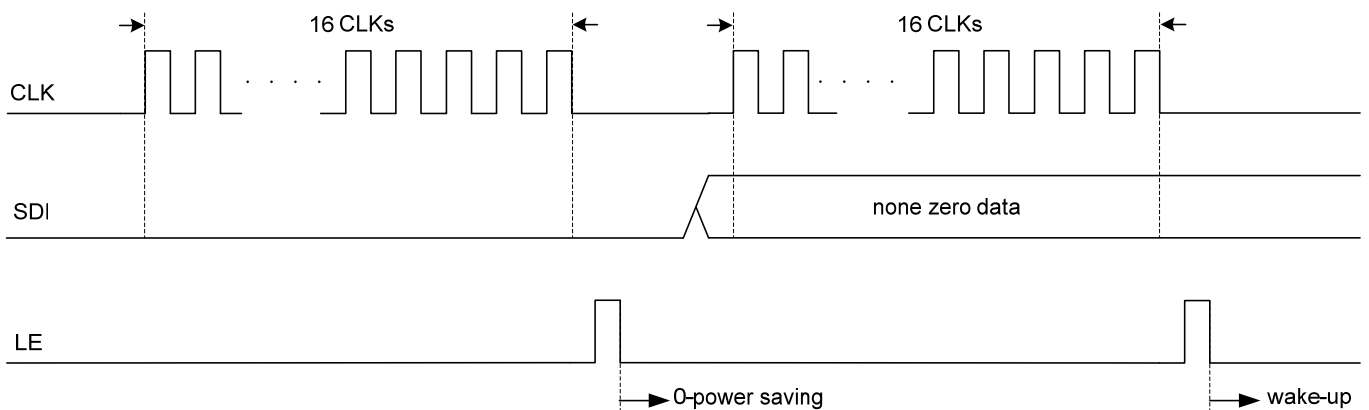 16 CLKs
16 CLKs
CLK
. . . .
. . . .
SDI
none zero data
LE
0-power saving
wake-up